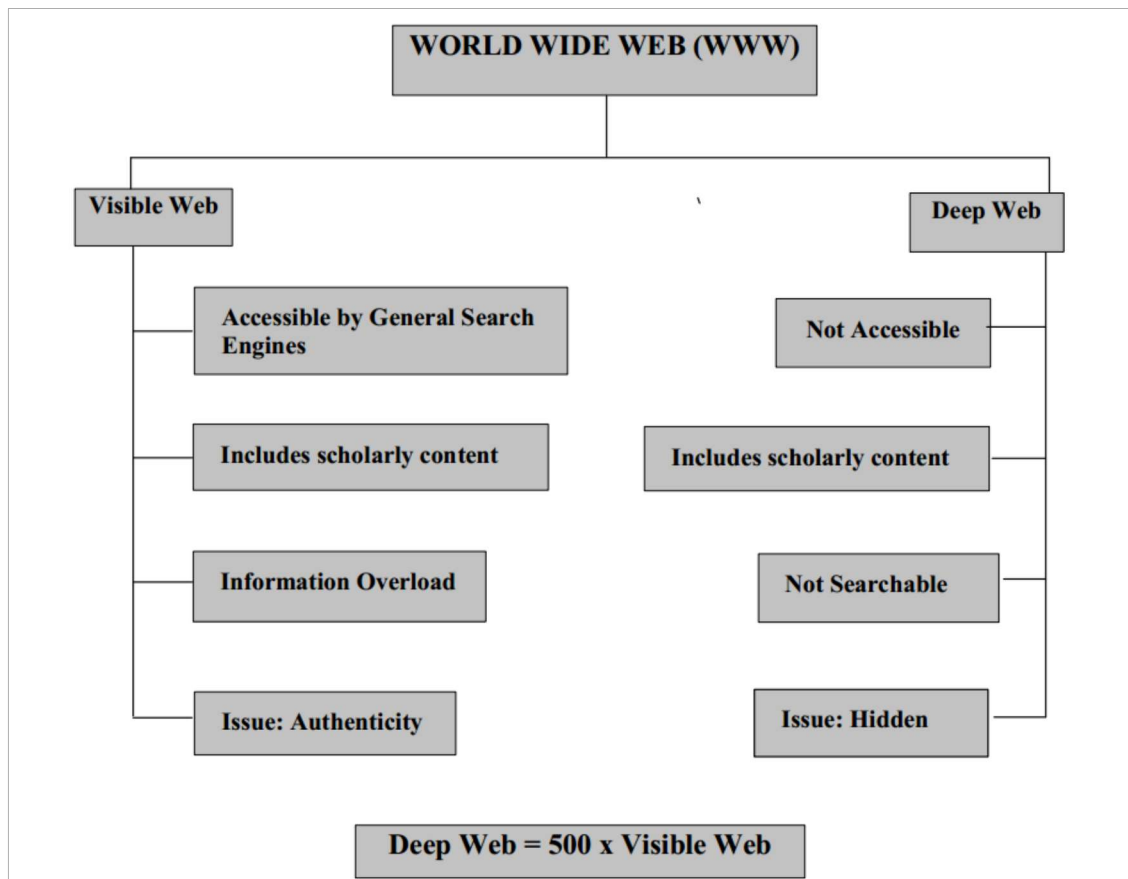 WORLD WIDE WEB (WWW)
Visible Web
Deep Web
Accessible by General Search
Engines
Not Accessible
Includes scholarly content
Includes scholarly content
Information Overload
Not Searchable
Issue: Authenticity
Issue: Hidden
Deep Web = 500 x Visible Web